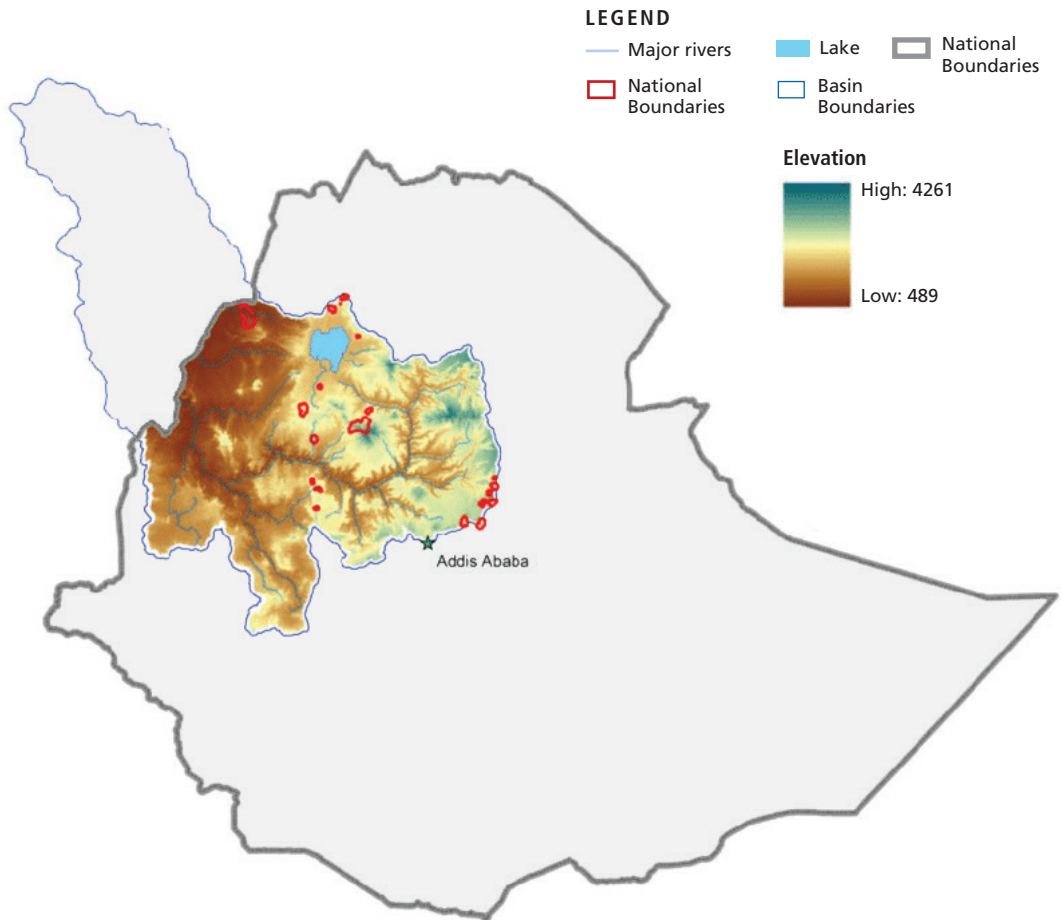 LEGEND
Major rivers
Lake
National
Boundaries
National
Boundaries
Basin
Boundaries
Elevation
High: 4261
Low: 489
Addis Ababa